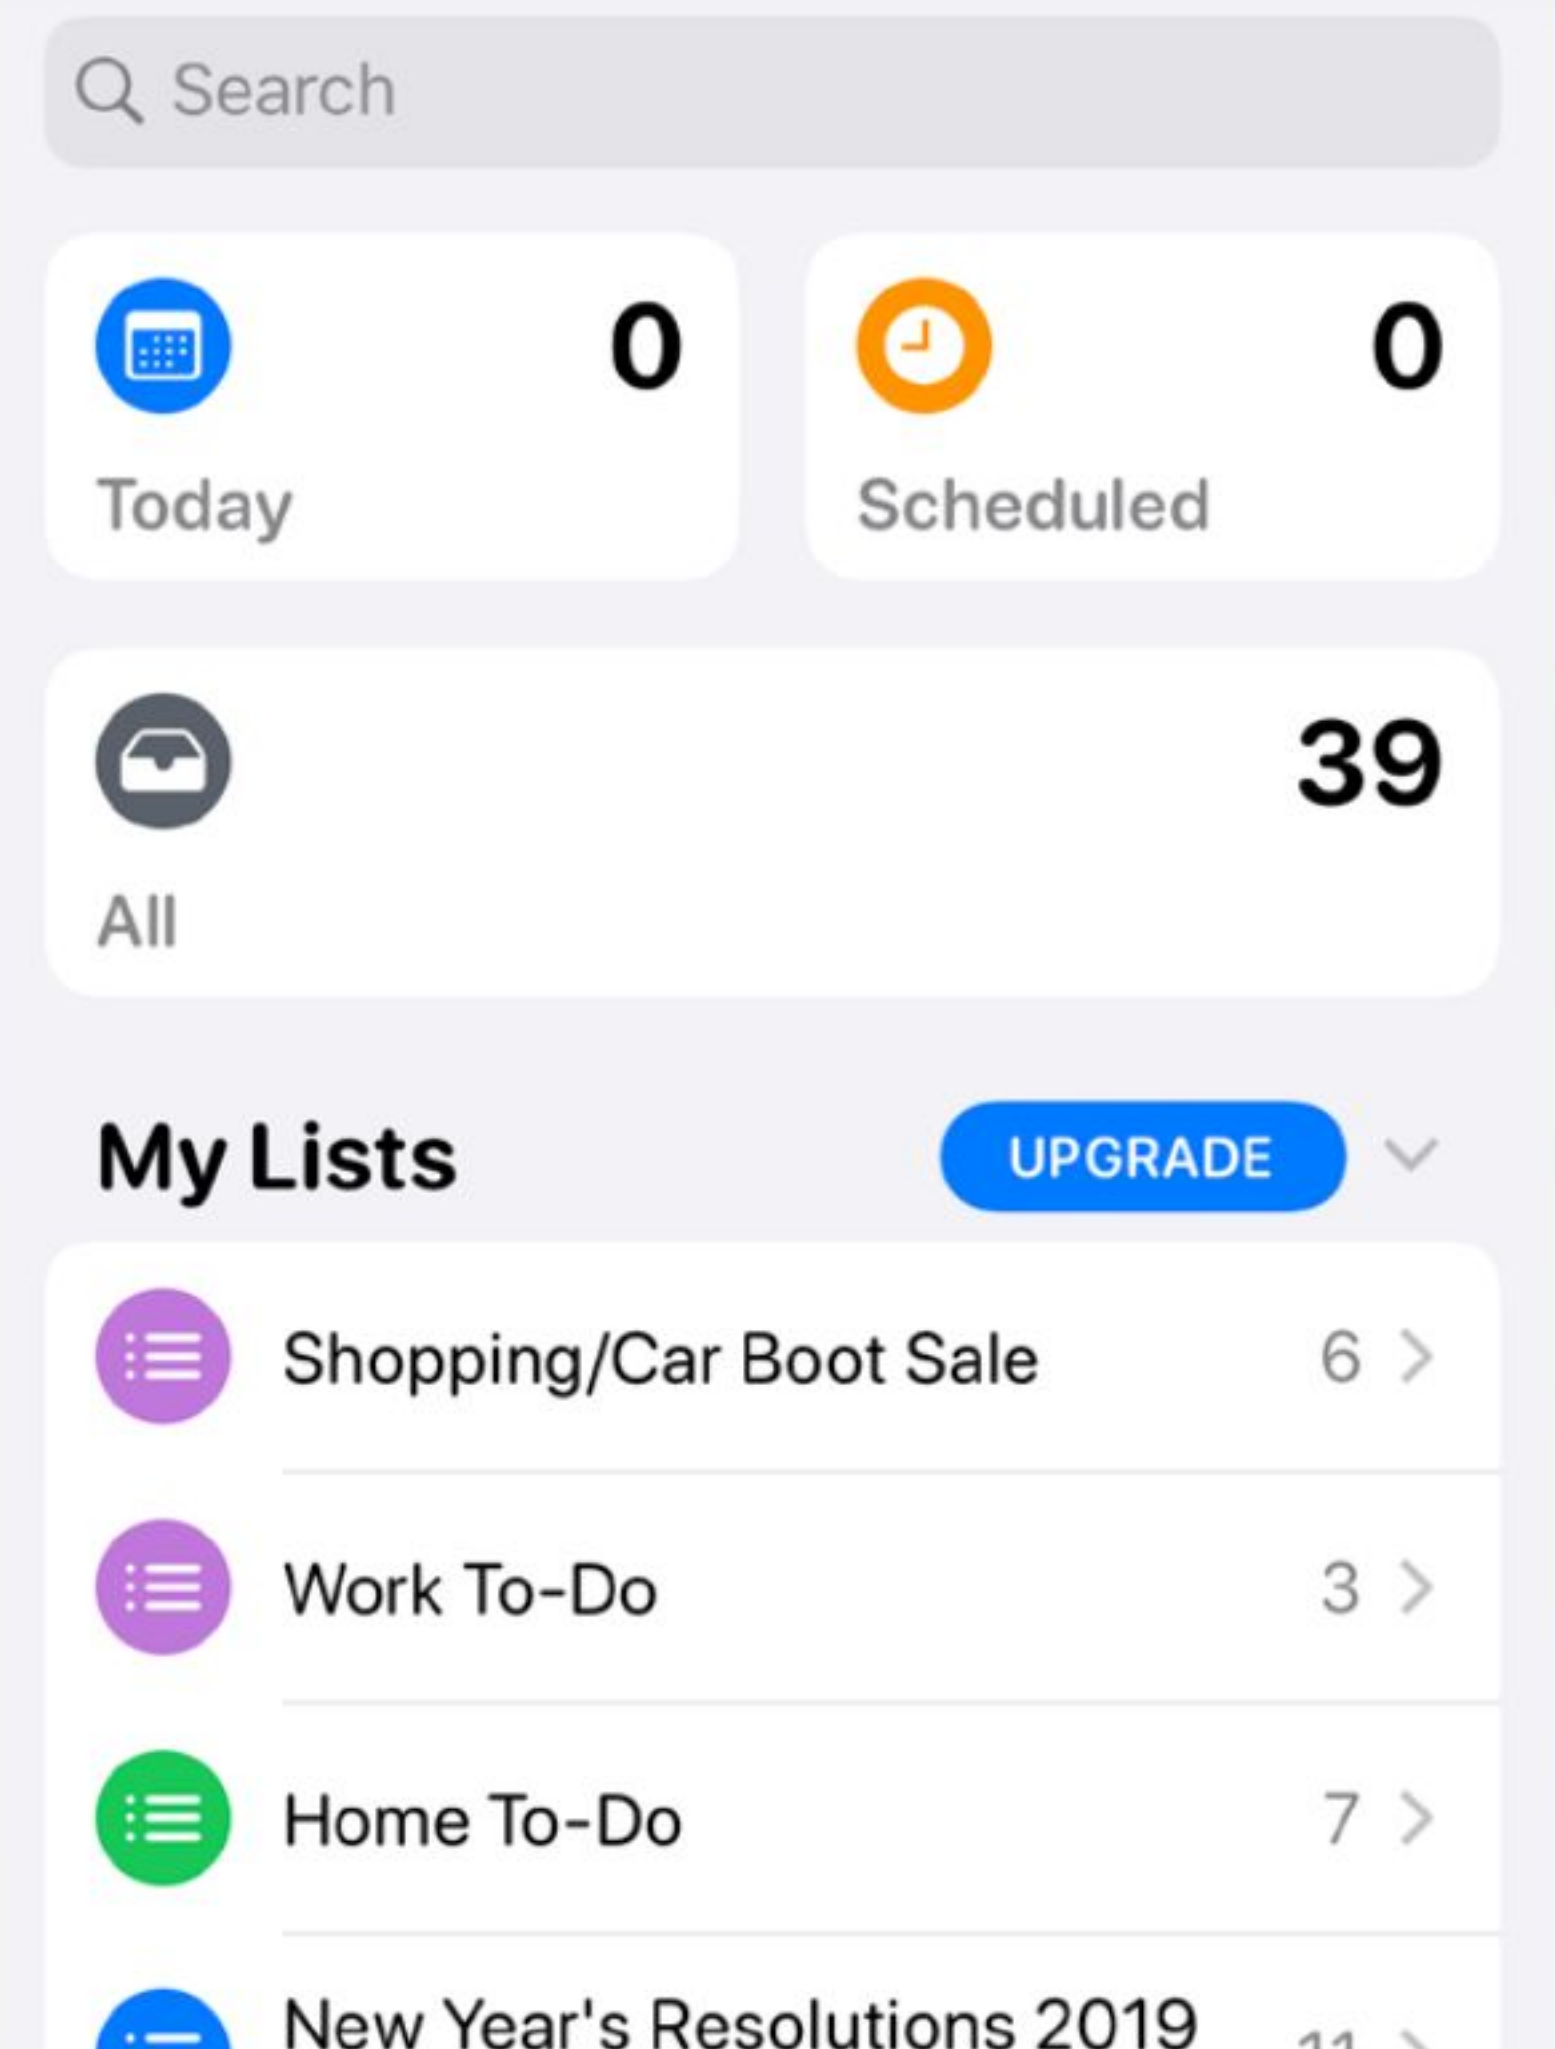 Search
0
0
Today
Scheduled
39
All
My Lists
UPGRADE
Shopping/Car Boot Sale
6
Work To-Do
3
Home To-Do
7
New Year's Resolutions 2019
11